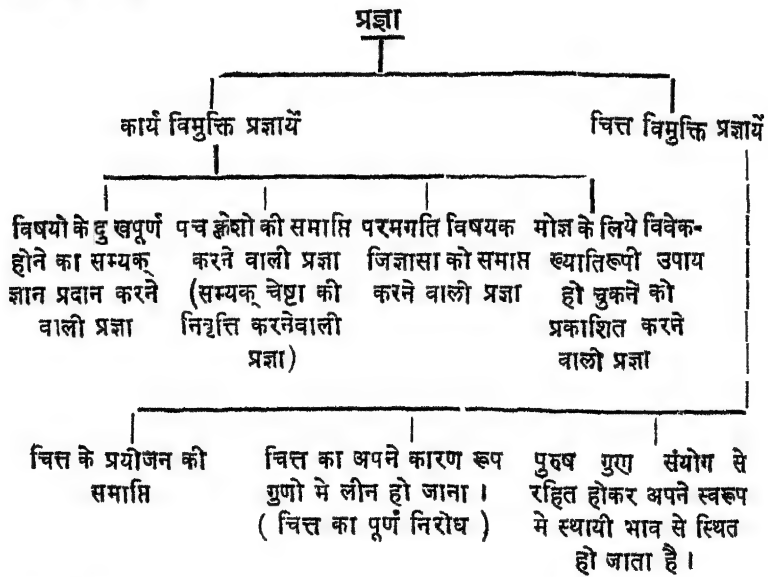 प्रज्ञा
कार्य विमुक्ति प्रज्ञायें
चित्त विमुक्ति प्रज्ञायें
विषयो के दु खपूर्ण
होने का सम्यक्
ज्ञान प्रदान करने
वाली प्रज्ञा
पच क्लेशो की समाप्ति
करने वाली प्रज्ञा
(सम्यक् चेष्टा की
निवृत्ति करनेवाली
प्रज्ञा)
परमगति विषयक
जिज्ञासा को समाप्त
करने वाली प्रज्ञा
मोक्ष के लिये विवेक-
ख्यातिरूपी उपाय
हो चुकने को
प्रकाशित करने
वाली प्रज्ञा
चित्त के प्रयोजन की
समाप्ति
चित्त का अपने कारण रूप
गुणो मे लीन हो जाना ।
( चित्त का पूर्ण निरोध )
पुरुष गुण संयोग से
रहित होकर अपने स्वरूप
मे स्थायी भाव से स्थित
हो जाता है ।